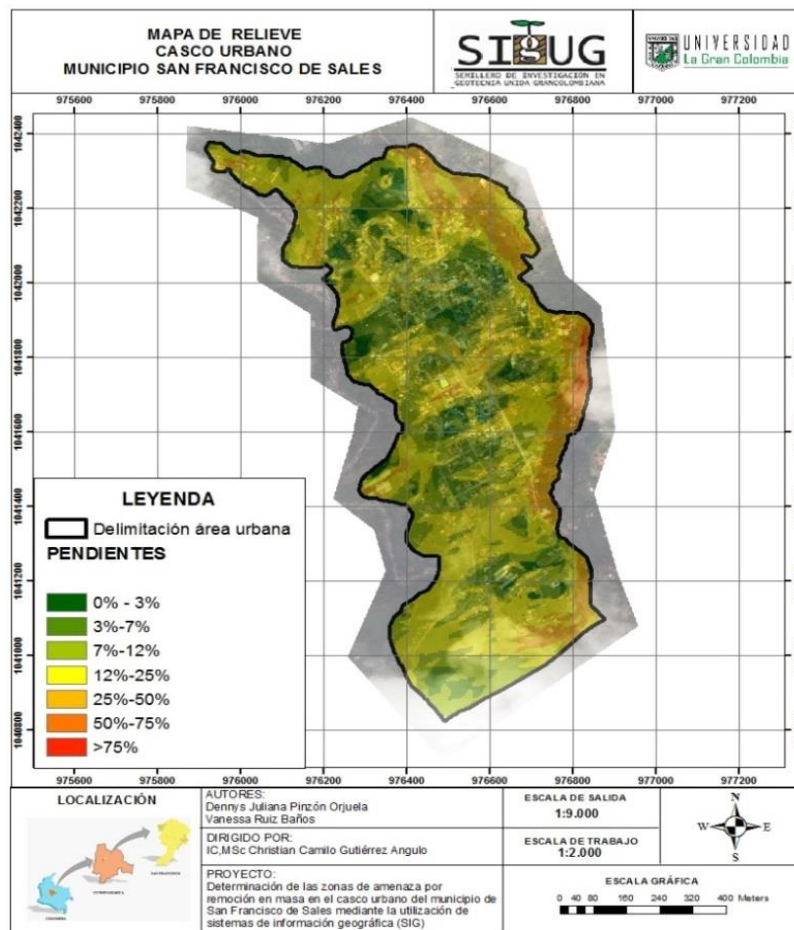 MAPA DE RELIEVE
CASCO URBANO
MUNICIPIO SAN FRANCISCO DE SALES
SIGUG
SEMILLERO DE INVESTIGACIÓN EN
GEOTECNIA UNIDA GRANCOLOMBIANA
UNIVERSIDAD
La Gran Colombia
975600 975800 976000 976200 976400 976600 976800 977000 977200
1042400
1042200
1042000
1041800
1041600
1041400
1041200
1041000
1040800
LEYENDA
Delimitación área urbana
PENDIENTES
0% - 3%
3%-7%
7%-12%
12%-25%
25%-50%
50%-75%
>75%
975600 975800 976000 976200 976400 976600 976800 977000 977200
LOCALIZACIÓN
SAN FRANCISCO
CUNDINAMARCA
COLOMBIA
AUTORES:
Dennys Juliana Pinzón Orjuela
Vanessa Ruiz Baños
DIRIGIDO POR:
IC,MSc Christian Camilo Gutiérrez Angulo
PROYECTO:
Determinación de las zonas de amenaza por
remoción en masa en el casco urbano del municipio de
San Francisco de Sales mediante la utilización de
sistemas de información geográfica (SIG)
ESCALA DE SALIDA
1:9.000
ESCALA DE TRABAJO
1:2.000
N
W E
S
ESCALA GRÁFICA
0 40 80 160 240 320 400 Meters